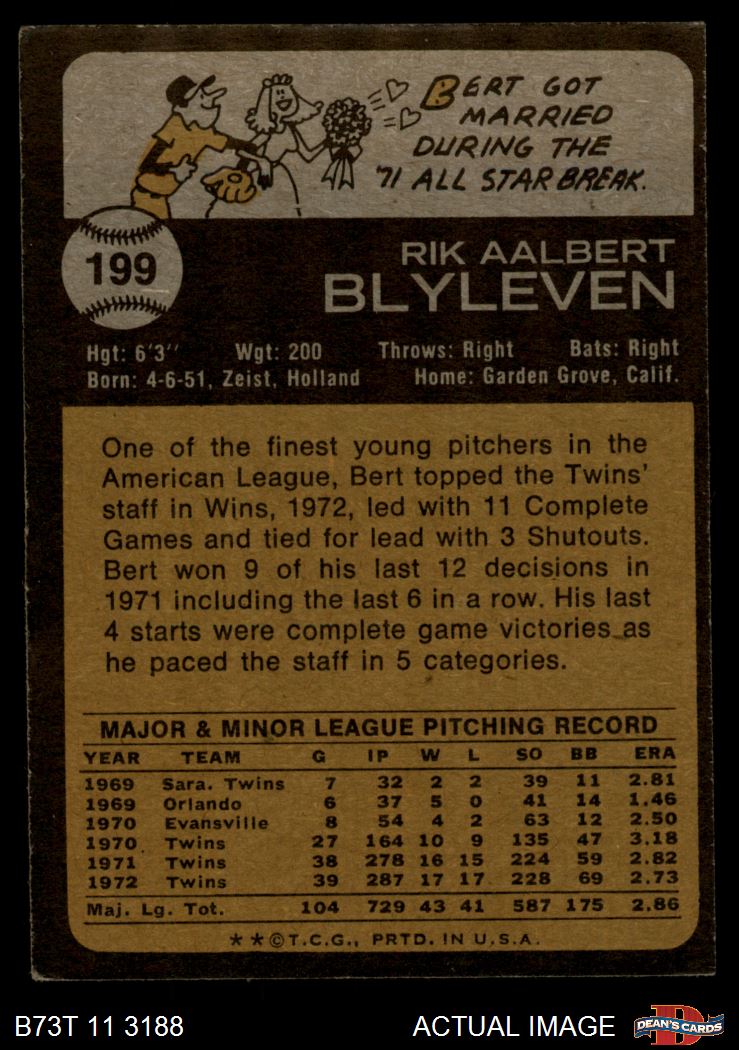 BERT GOT
MARRIED
DURING THE
'71 ALL STAR BREAK.
199
RIK AALBERT
BLYLEVEN
Hgt: 6'3'' Wgt: 200 Throws: Right Bats: Right
Born: 4-6-51, Zeist, Holland Home: Garden Grove, Calif.
One of the finest young pitchers in the
American League, Bert topped the Twins'
staff in Wins, 1972, led with 11 Complete
Games and tied for lead with 3 Shutouts.
Bert won 9 of his last 12 decisions in
1971 including the last 6 in a row. His last
4 starts were complete game victories as
he paced the staff in 5 categories.
MAJOR & MINOR LEAGUE PITCHING RECORD
YEAR TEAM G IP W L SO BB ERA
1969 Sara. Twins 7 32 2 2 39 11 2.81
1969 Orlando 6 37 5 0 41 14 1.46
1970 Evansville 8 54 4 2 63 12 2.50
1970 Twins 27 164 10 9 135 47 3.18
1971 Twins 38 278 16 15 224 59 2.82
1972 Twins 39 287 17 17 228 69 2.73
Maj. Lg. Tot. 104 729 43 41 587 175 2.86
**©T.C.G., PRTD. IN U.S.A.
B73T 11 3188 ACTUAL IMAGE DEAN'S CARDS